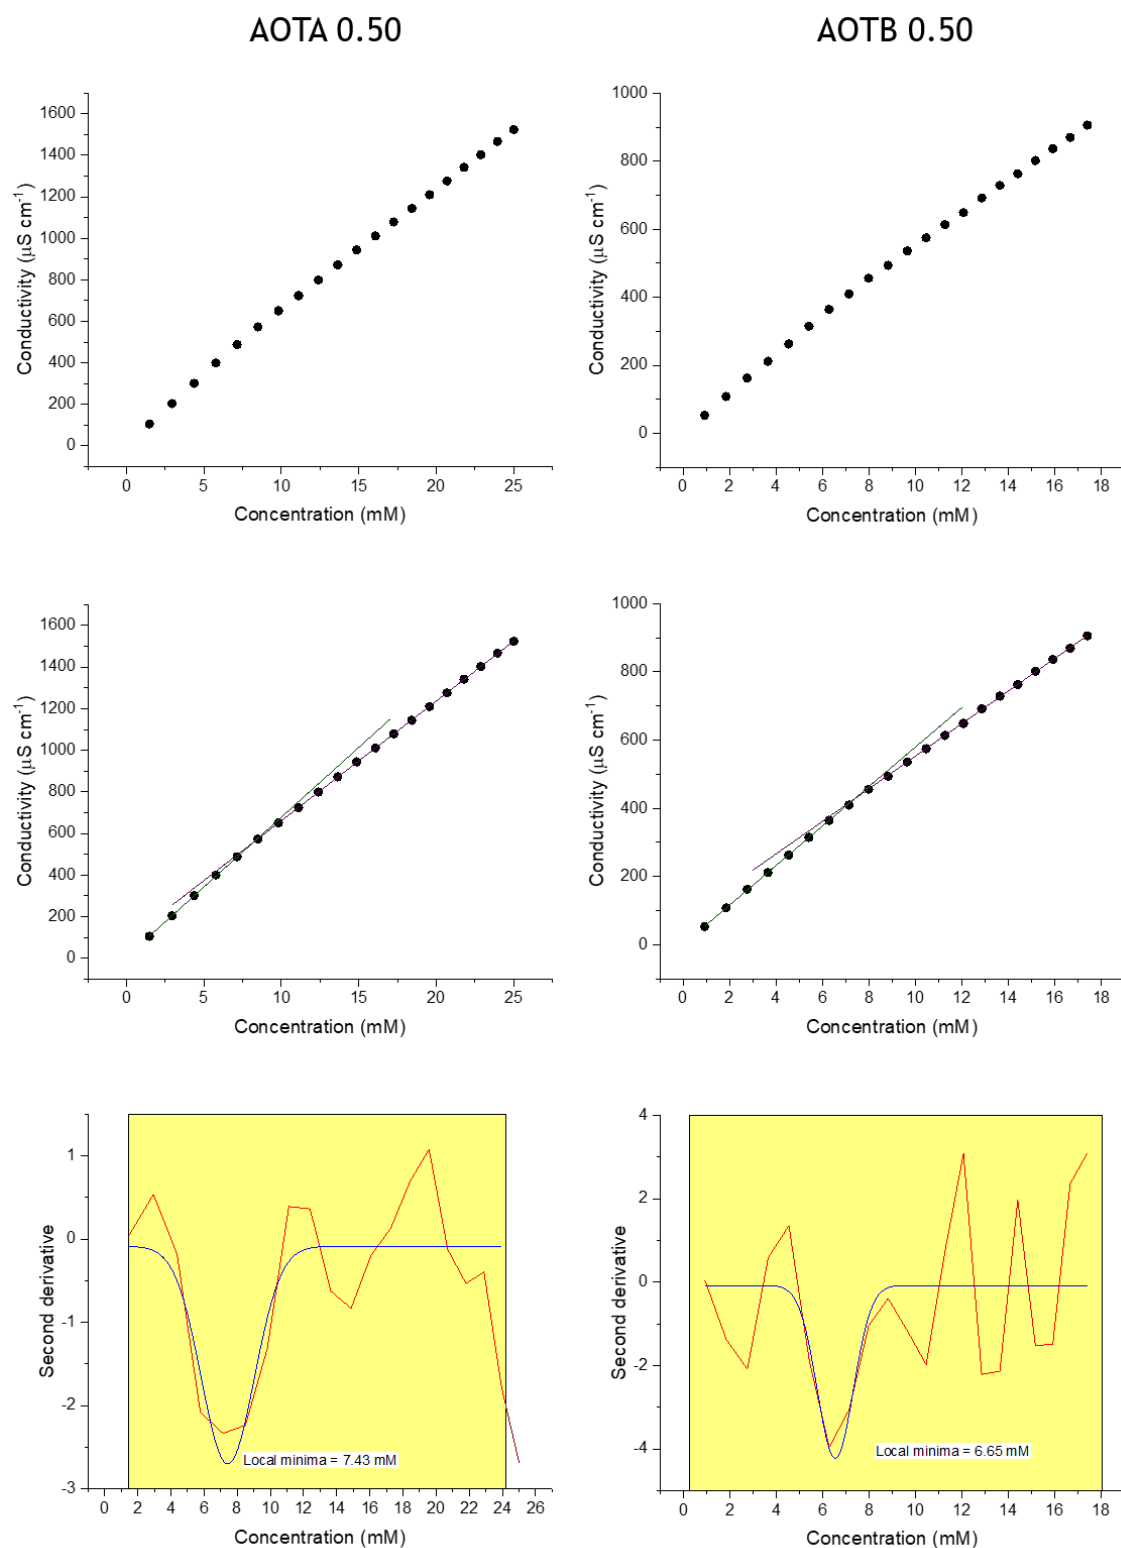 AOTA 0.50
AOTB 0.50
1600
1400
1200
1000
800
600
400
200
0
0 5 10 15 20 25
Conductivity (μS cm⁻¹)
Concentration (mM)
1000
800
600
400
200
0
0 2 4 6 8 10 12 14 16 18
Conductivity (μS cm⁻¹)
Concentration (mM)
1600
1400
1200
1000
800
600
400
200
0
0 5 10 15 20 25
Conductivity (μS cm⁻¹)
Concentration (mM)
1000
800
600
400
200
0
0 2 4 6 8 10 12 14 16 18
Conductivity (μS cm⁻¹)
Concentration (mM)
1
0
-1
-2
-3
0 2 4 6 8 10 12 14 16 18 20 22 24 26
Second derivative
Local minima = 7.43 mM
Concentration (mM)
4
2
0
-2
-4
0 2 4 6 8 10 12 14 16 18
Second derivative
Local minima = 6.65 mM
Concentration (mM)